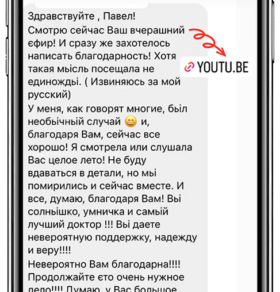 Здравствуйте , Павел!
Смотрю сейчас Ваш вчерашний
ефир! И сразу же захотелось
написать благодарность! Хотя
такая мысль посещала не
единожды. ( Извиняюсь за мой
русский)
YOUTU.BE
У меня, как говорят многие, был
необычный случай 😄 и,
благодаря Вам, сейчас все
хорошо! Я смотрела или слушала
Вас целое лето! Не буду
вдаваться в детали, но мы
помирились и сейчас вместе. И
все, думаю, благодаря Вам! Вы
солнышко, умничка и самый
лучший доктор !!! Вы даете
невероятную поддержку, надежду
и веру!!!!
Невероятно Вам благодарна!!!!
Продолжайте ето очень нужное
дело!!!! Думаю, у Вас большое